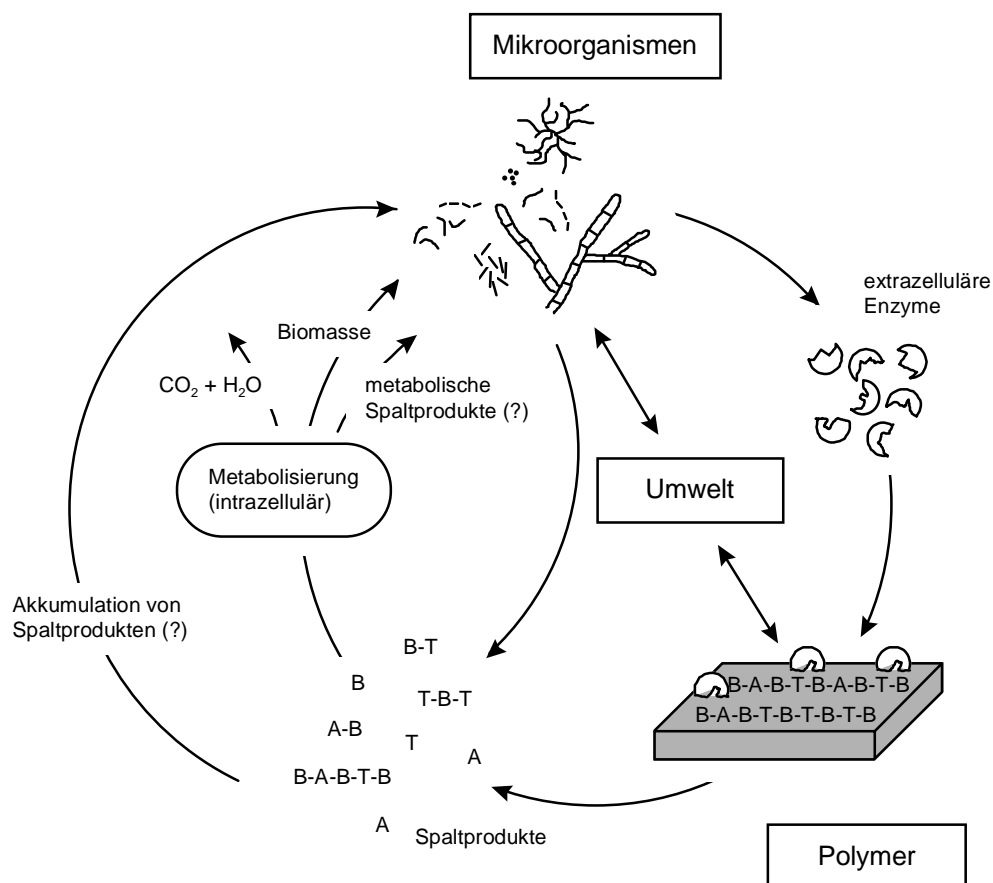 Mikroorganismen
extrazelluläre
Enzyme
Biomasse
CO₂ + H₂O
metabolische
Spaltprodukte (?)
Metabolisierung
(intrazellulär)
Umwelt
Akkumulation von
Spaltprodukten (?)
B-T
B
T-B-T
A-B
T
A
B-A-B-T-B
A
Spaltprodukte
B-A-B-T-B-A-B-T-B
B-A-B-T-B-T-B-T-B
Polymer